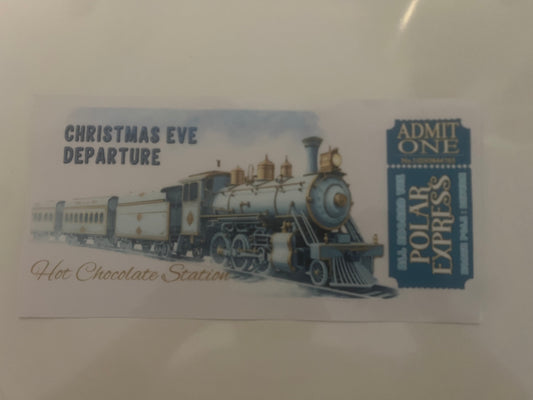 CHRISTMAS EVE
DEPARTURE
Hot Chocolate Station
ADMIT
ONE
POLAR
EXPRESS